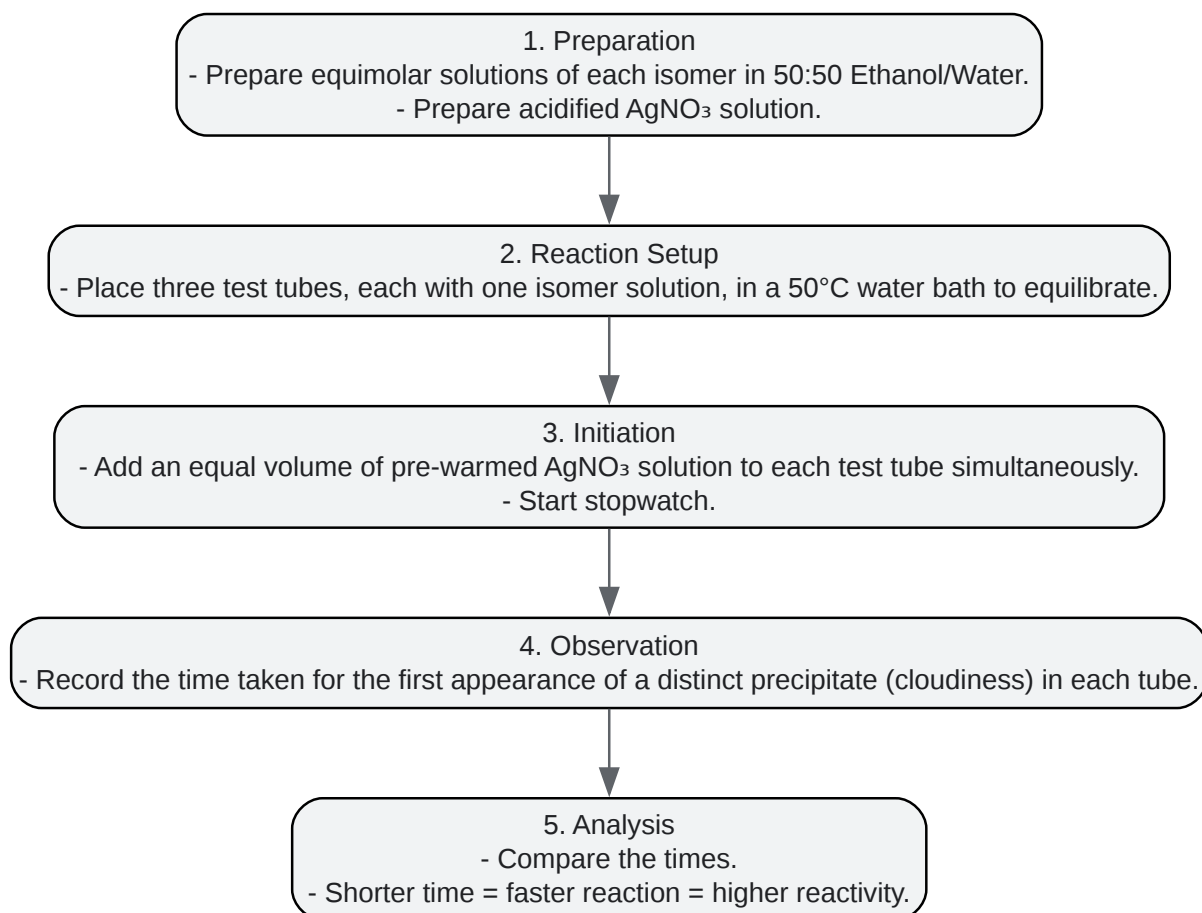 1. Preparation
- Prepare equimolar solutions of each isomer in 50:50 Ethanol/Water.
- Prepare acidified AgNO₃ solution.
2. Reaction Setup
- Place three test tubes, each with one isomer solution, in a 50°C water bath to equilibrate.
3. Initiation
- Add an equal volume of pre-warmed AgNO₃ solution to each test tube simultaneously.
- Start stopwatch.
4. Observation
- Record the time taken for the first appearance of a distinct precipitate (cloudiness) in each tube.
5. Analysis
- Compare the times.
- Shorter time = faster reaction = higher reactivity.